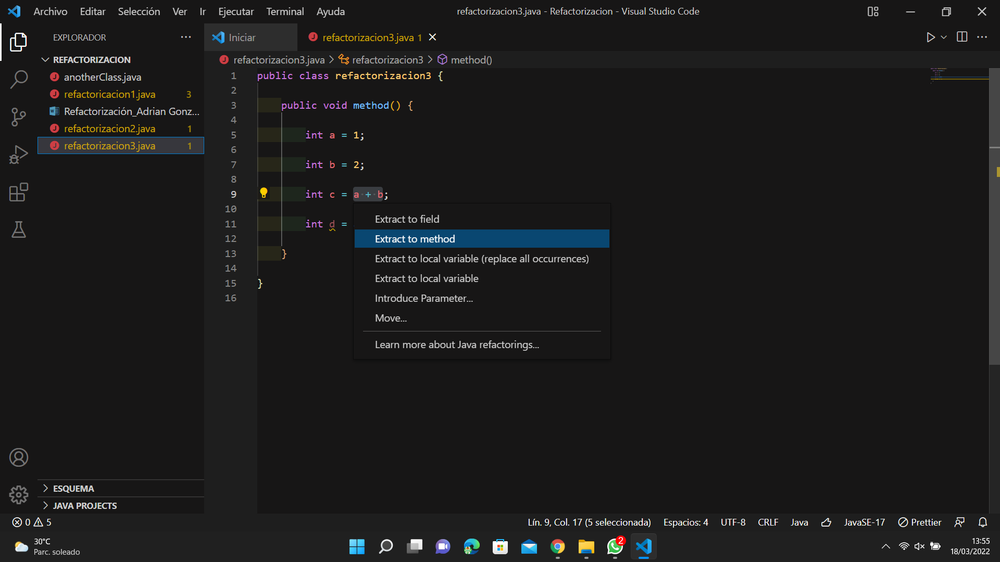 Archivo Editar Selección Ver Ir Ejecutar Terminal Ayuda
refactorizacion3.java - Refactorizacion - Visual Studio Code
EXPLORADOR
REFACTORIZACION
anotherClass.java
refactoricacion1.java 3
Refactorización_Adrian Gonz...
refactorizacion2.java 1
refactorizacion3.java 1
ESQUEMA
JAVA PROJECTS
Iniciar
refactorizacion3.java 1
refactorizacion3.java > refactorizacion3 > method()
1 public class refactorizacion3 {
2
3 public void method() {
4
5 int a = 1;
6
7 int b = 2;
8
9 int c = a + b;
10
11 int d =
12
13 }
14
15 }
16
Extract to field
Extract to method
Extract to local variable (replace all occurrences)
Extract to local variable
Introduce Parameter...
Move...
Learn more about Java refactorings...
0 5
Lín. 9, Col. 17 (5 seleccionada) Espacios: 4 UTF-8 CRLF Java JavaSE-17 Prettier
30°C
Parc. soleado
2
13:55
18/03/2022